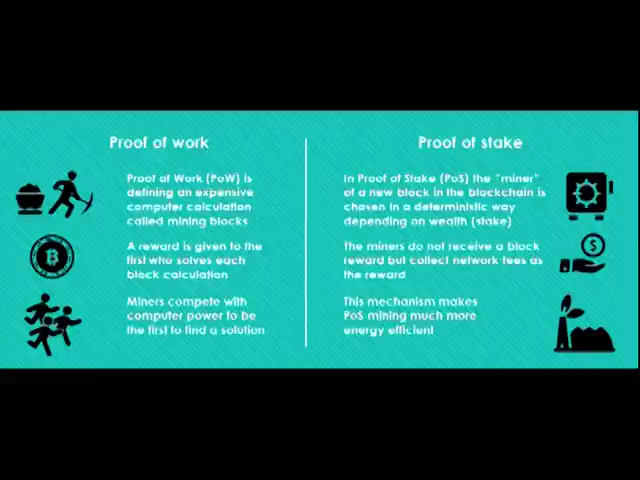 Proof of work
Proof of Work (PoW) is
defining an expensive
computer calculation
called mining blocks
A reward is given to the
first who solves each
block calculation
Miners compete with
computer power to be
the first to find a solution
Proof of stake
In Proof of Stake (PoS) the "miner"
of a new block in the blockchain is
chosen in a deterministic way
depending on wealth (stake)
The miners do not receive a block
reward but collect network fees as
the reward
This mechanism makes
PoS mining much more
energy efficient